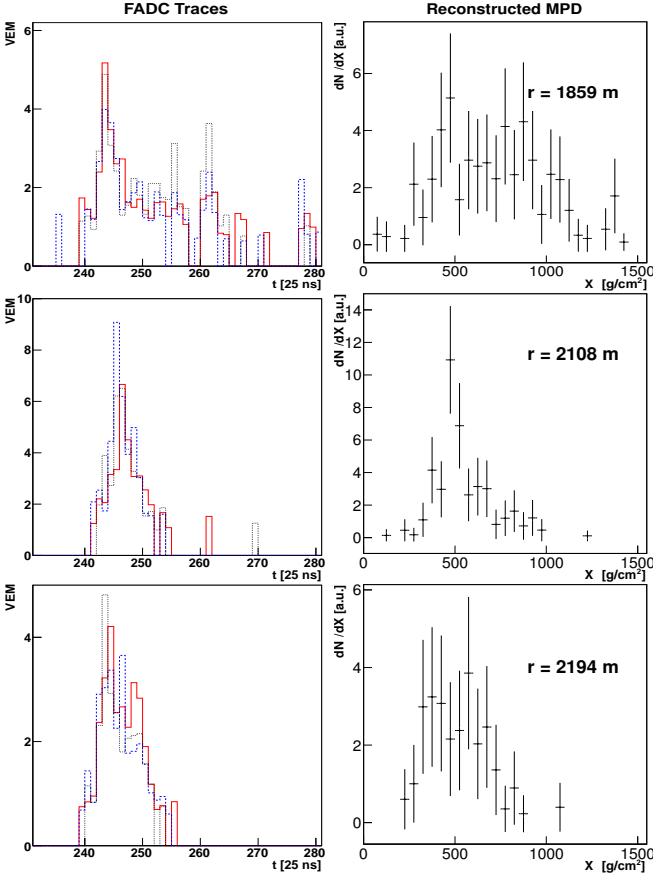 FADC Traces
Reconstructed MPD
VEM
6
4
2
0
240 250 260 270 280
t [25 ns]
dN /dX [a.u.]
6
4
2
0
r = 1859 m
0 500 1000 1500
X [g/cm²]
VEM
10
8
6
4
2
0
240 250 260 270 280
t [25 ns]
dN /dX [a.u.]
14
12
10
8
6
4
2
0
r = 2108 m
0 500 1000 1500
X [g/cm²]
VEM
4
2
0
240 250 260 270 280
t [25 ns]
dN /dX [a.u.]
6
4
2
0
r = 2194 m
0 500 1000 1500
X [g/cm²]